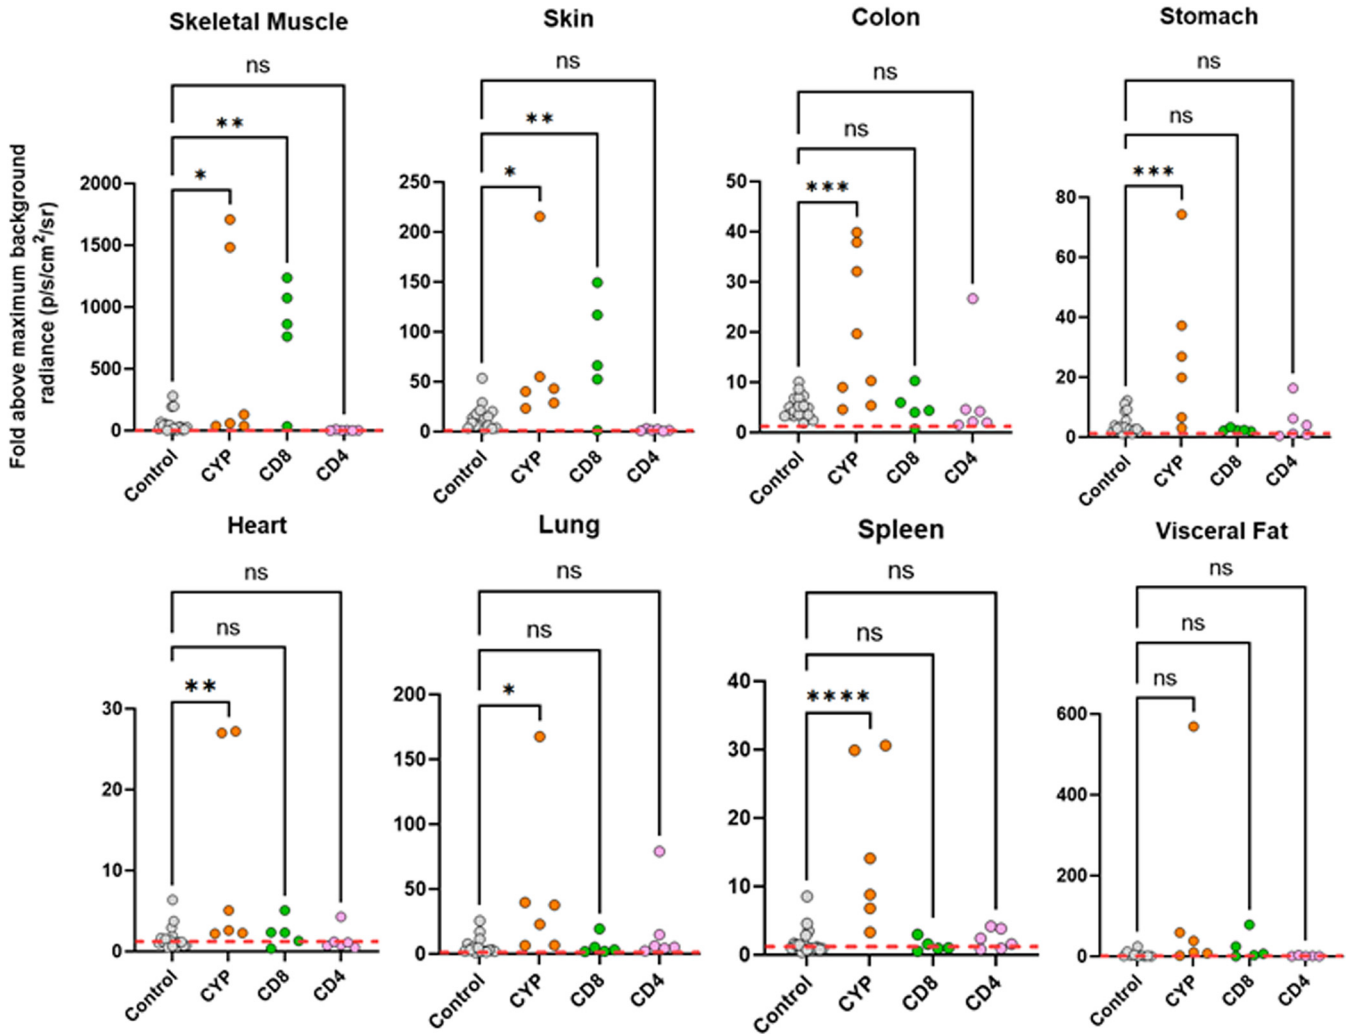 Skeletal Muscle
Skin
Colon
Stomach
ns
ns
ns
ns
**
**
ns
ns
*
*
***
***
Fold above maximum background
radiance (p/s/cm²/sr)
2000
1500
1000
500
0
Control
CYP
CD8
CD4
250
200
150
100
50
0
Control
CYP
CD8
CD4
50
40
30
20
10
0
Control
CYP
CD8
CD4
80
60
40
20
0
Control
CYP
CD8
CD4
Heart
Lung
Spleen
Visceral Fat
ns
ns
ns
ns
ns
ns
ns
ns
**
*
****
ns
30
20
10
0
Control
CYP
CD8
CD4
200
150
100
50
0
Control
CYP
CD8
CD4
40
30
20
10
0
Control
CYP
CD8
CD4
600
400
200
0
Control
CYP
CD8
CD4